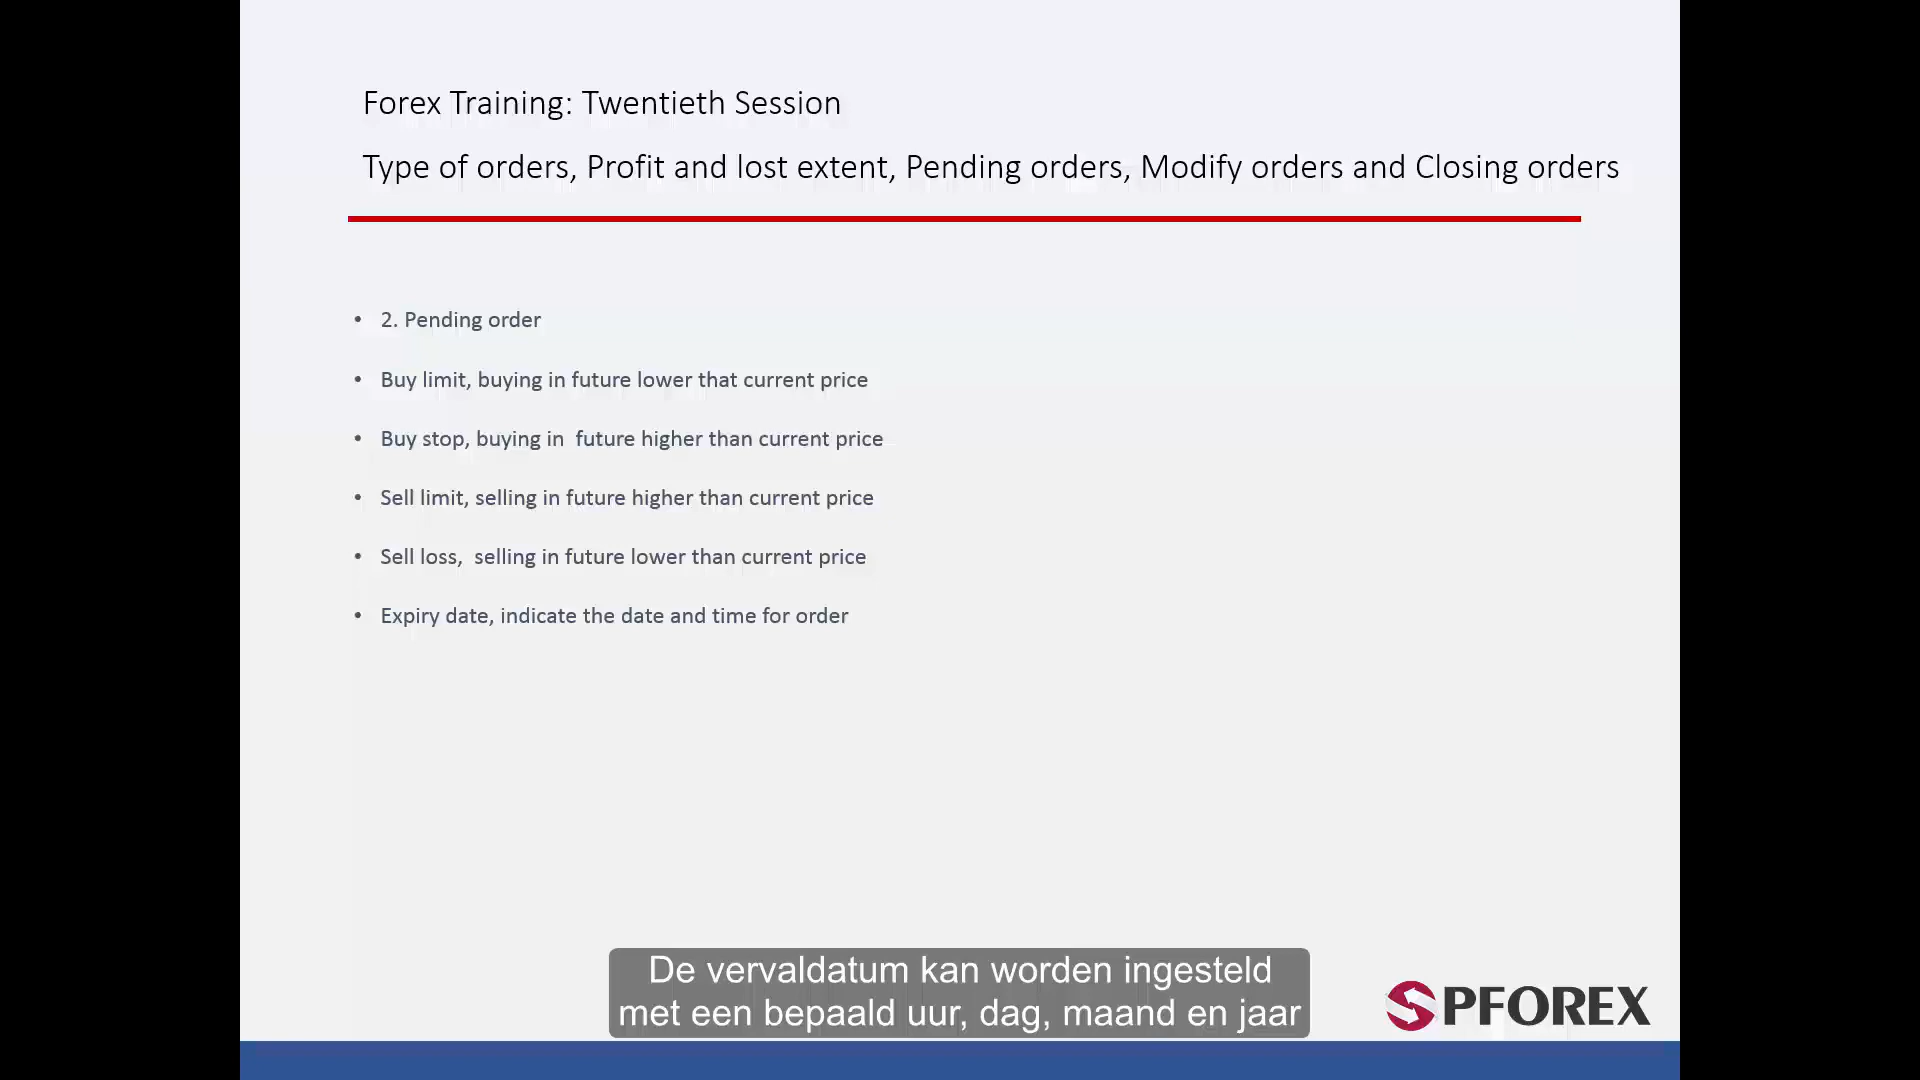 Forex Training: Twentieth Session
Type of orders, Profit and lost extent, Pending orders, Modify orders and Closing orders
• 2. Pending order
• Buy limit, buying in future lower that current price
• Buy stop, buying in  future higher than current price
• Sell limit, selling in future higher than current price
• Sell loss,  selling in future lower than current price
• Expiry date, indicate the date and time for order
De vervaldatum kan worden ingesteld
met een bepaald uur, dag, maand en jaar
PFOREX